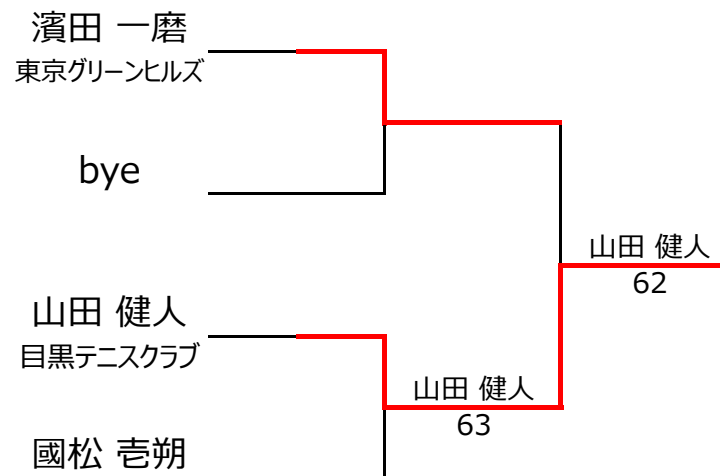 濱田 一磨
東京グリーンヒルズ
bye
山田 健人
62
山田 健人
目黒テニスクラブ
山田 健人
63
國松 壱朔